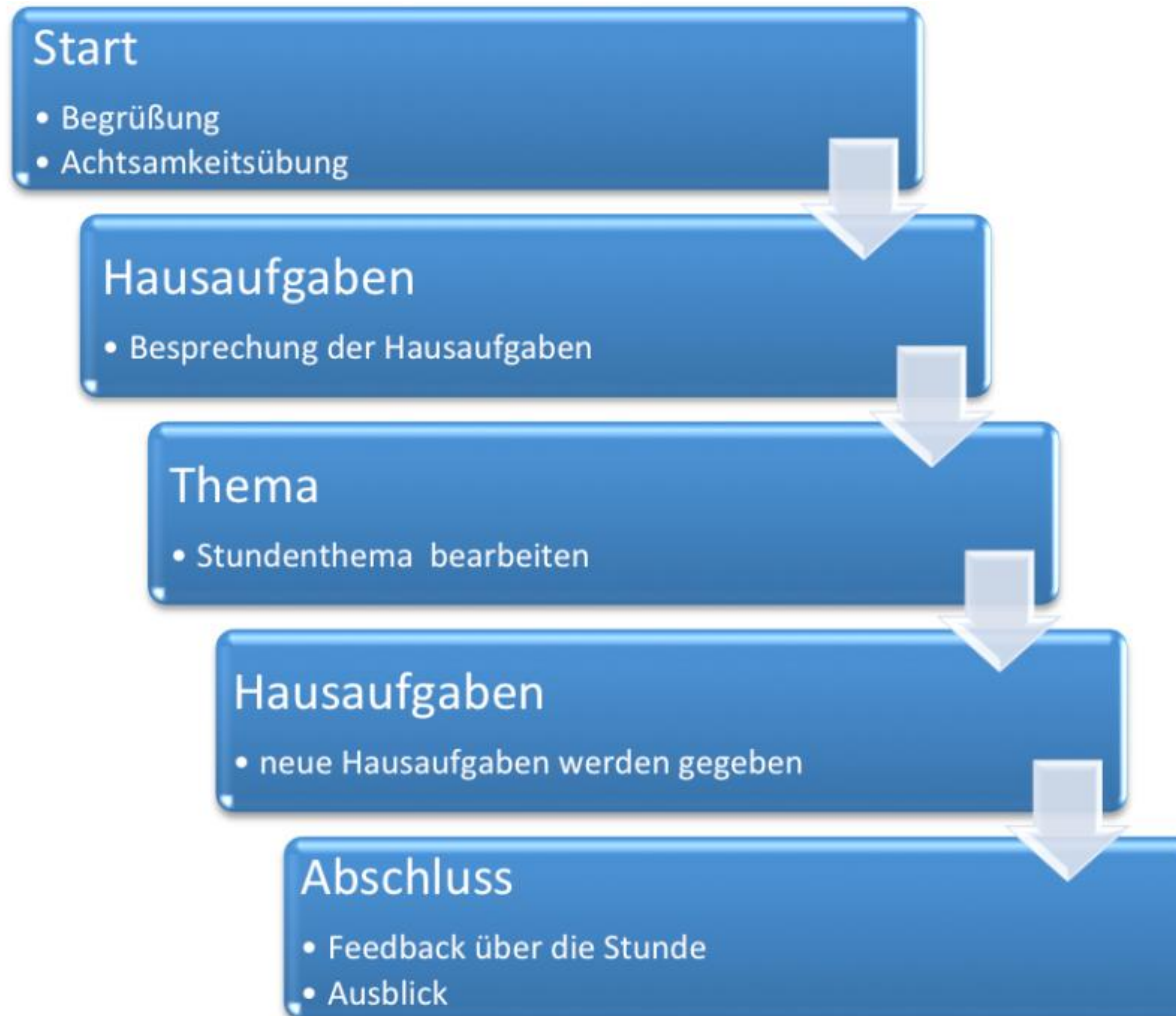 Start
• Begrüßung
• Achtsamkeitsübung
Hausaufgaben
• Besprechung der Hausaufgaben
Thema
• Stundenthema  bearbeiten
Hausaufgaben
• neue Hausaufgaben werden gegeben
Abschluss
• Feedback über die Stunde
• Ausblick